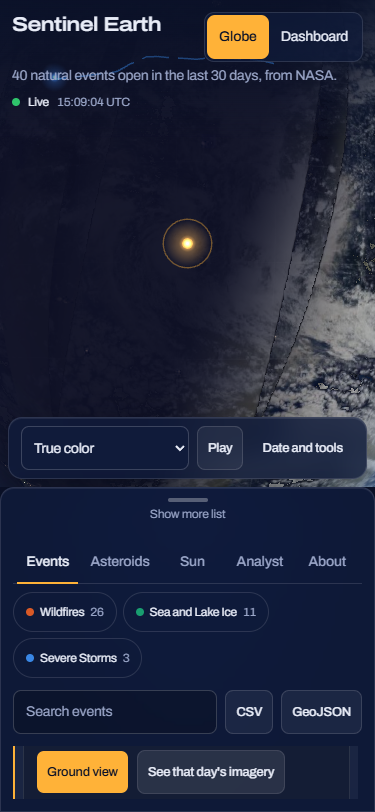 Sentinel Earth
Globe
Dashboard
40 natural events open in the last 30 days, from NASA.
Live 15:09:04 UTC
True color
Play
Date and tools
Show more list
Events
Asteroids
Sun
Analyst
About
Wildfires 26
Sea and Lake Ice 11
Severe Storms 3
Search events
CSV
GeoJSON
Ground view
See that day's imagery